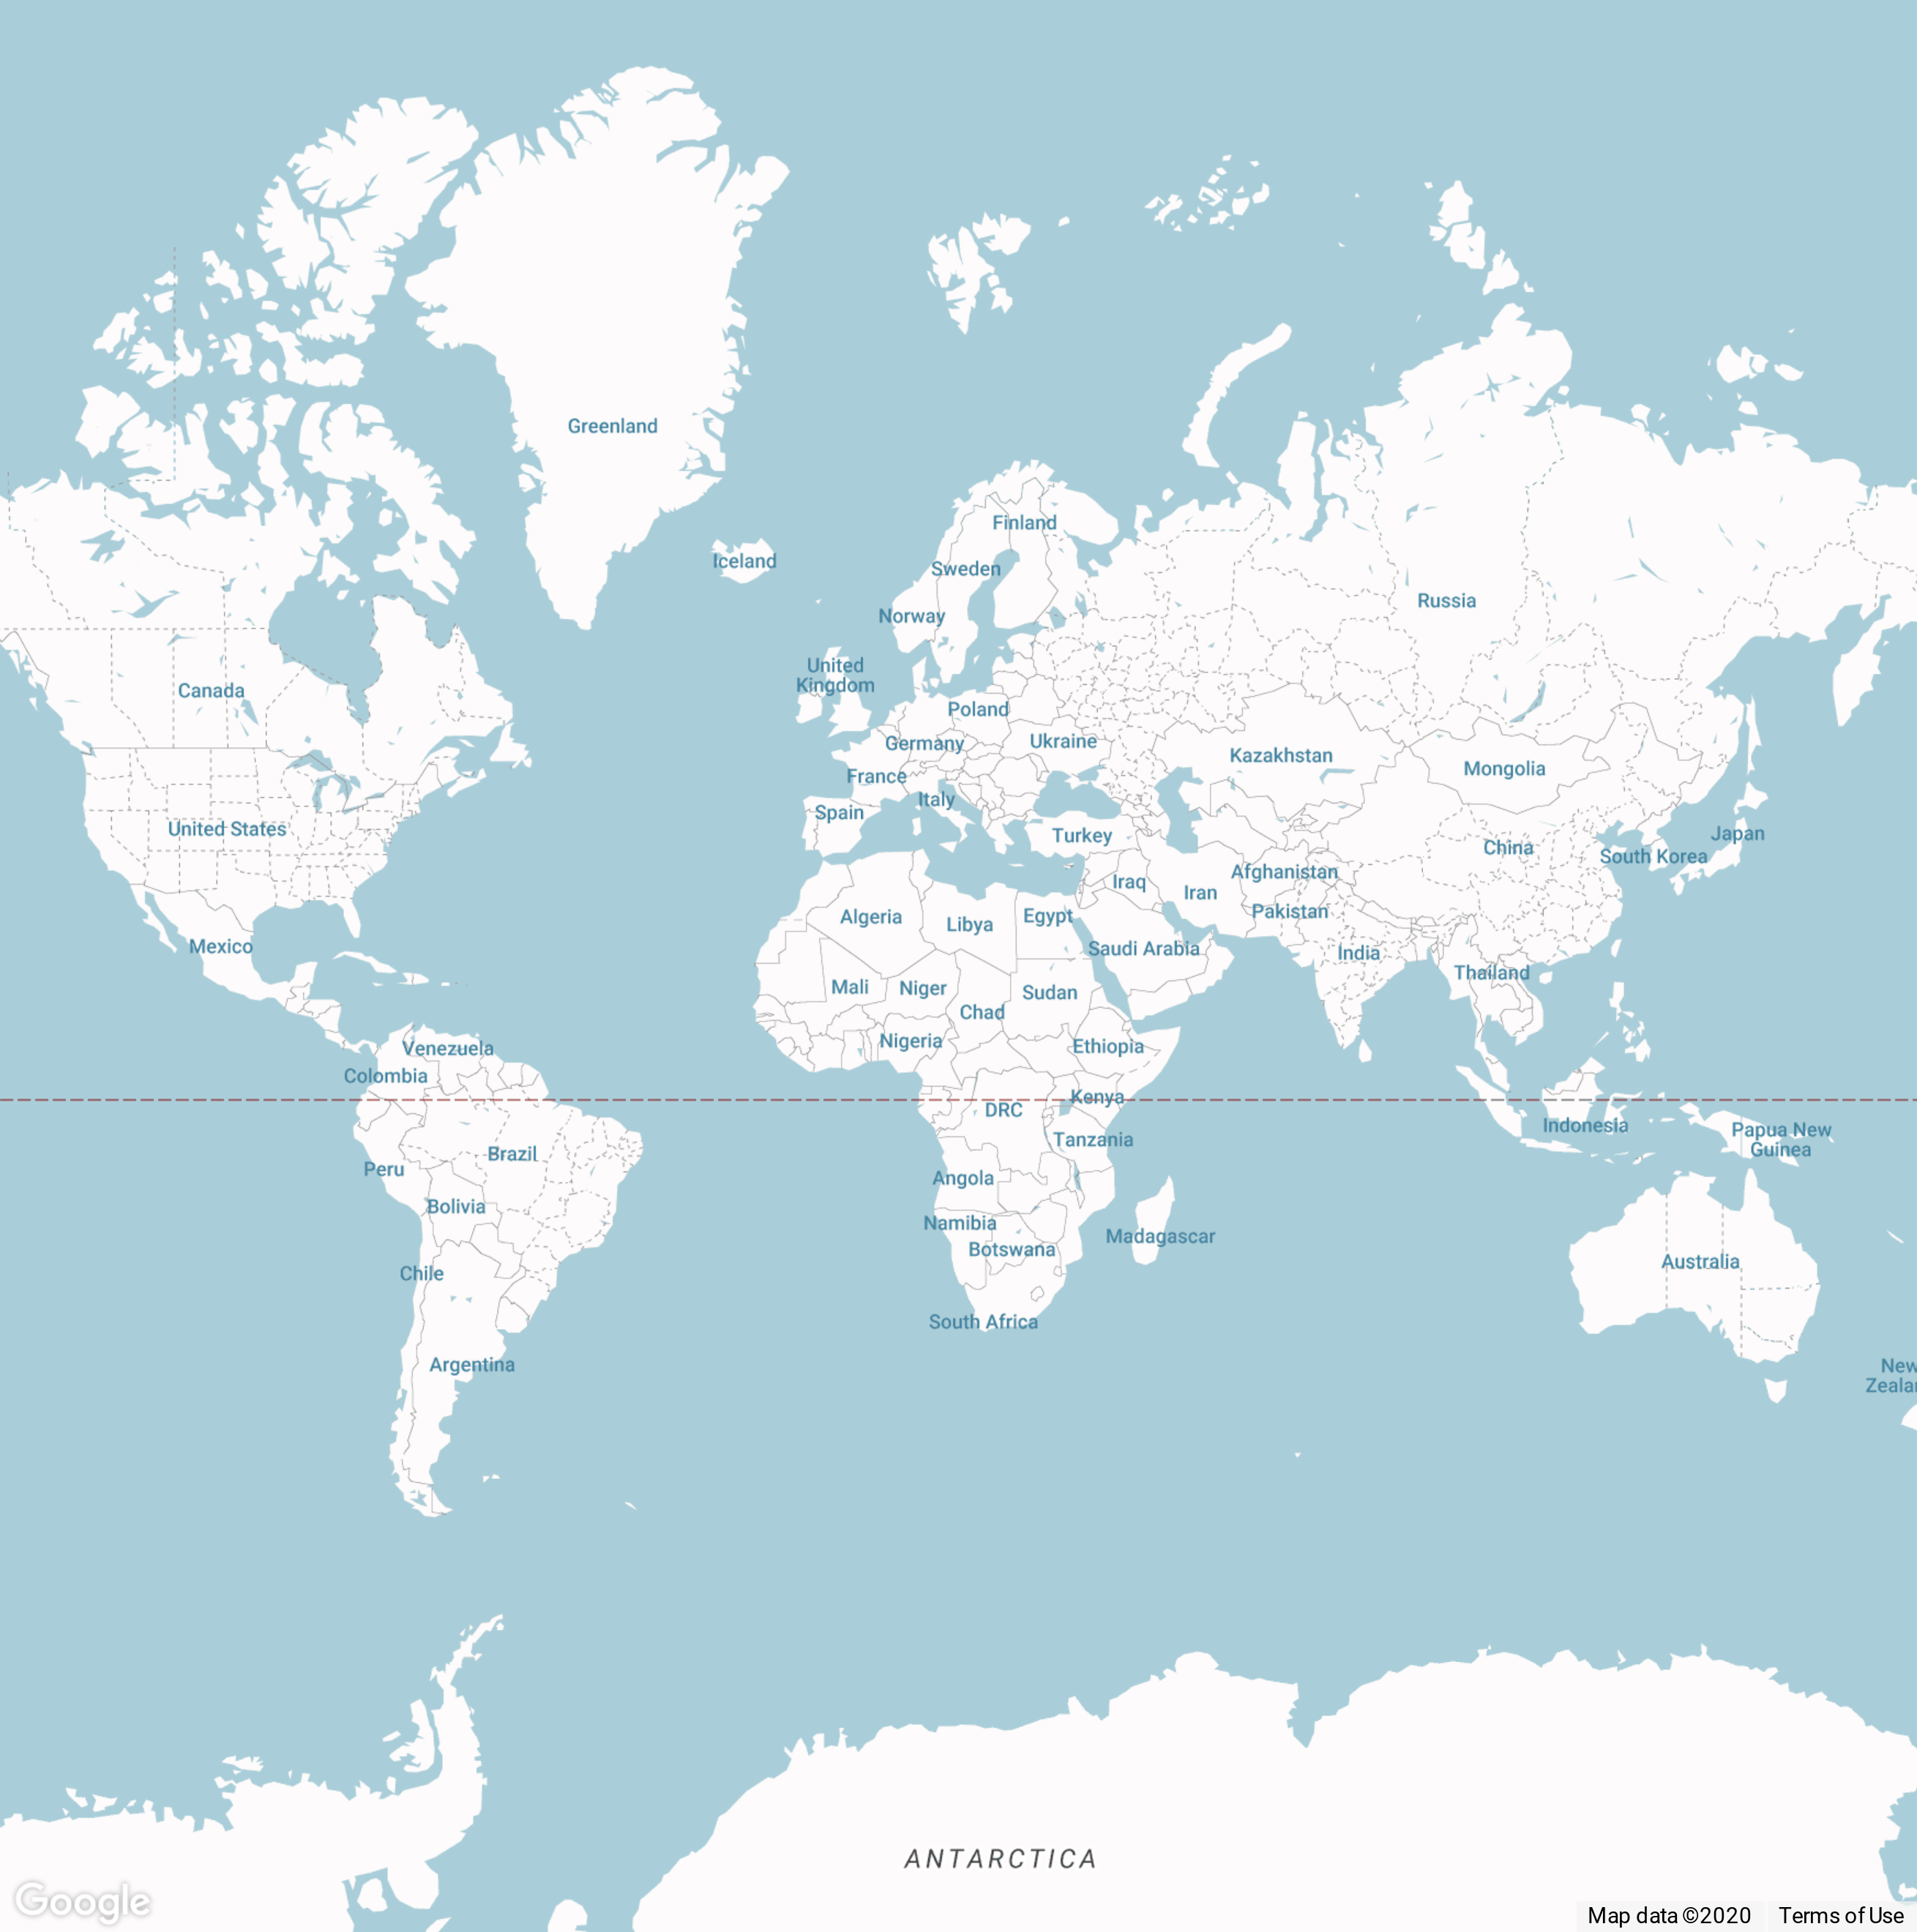 Greenland
Finland
Iceland
Sweden
Russia
Norway
United
Kingdom
Canada
Poland
Ukraine
Germany
Kazakhstan
Mongolia
France
Italy
Spain
United States
Turkey
Japan
China
South Korea
Afghanistan
Iraq
Iran
Pakistan
Algeria
Egypt
Libya
Mexico
Saudi Arabia
India
Thailand
Mali
Niger
Sudan
Chad
Nigeria
Ethiopia
Venezuela
Colombia
Kenya
DRC
Indonesia
Papua New
Guinea
Tanzania
Brazil
Peru
Angola
Bolivia
Namibia
Madagascar
Botswana
Australia
Chile
South Africa
Argentina
New
Zealan
ANTARCTICA
Google
Map data ©2020
Terms of Use